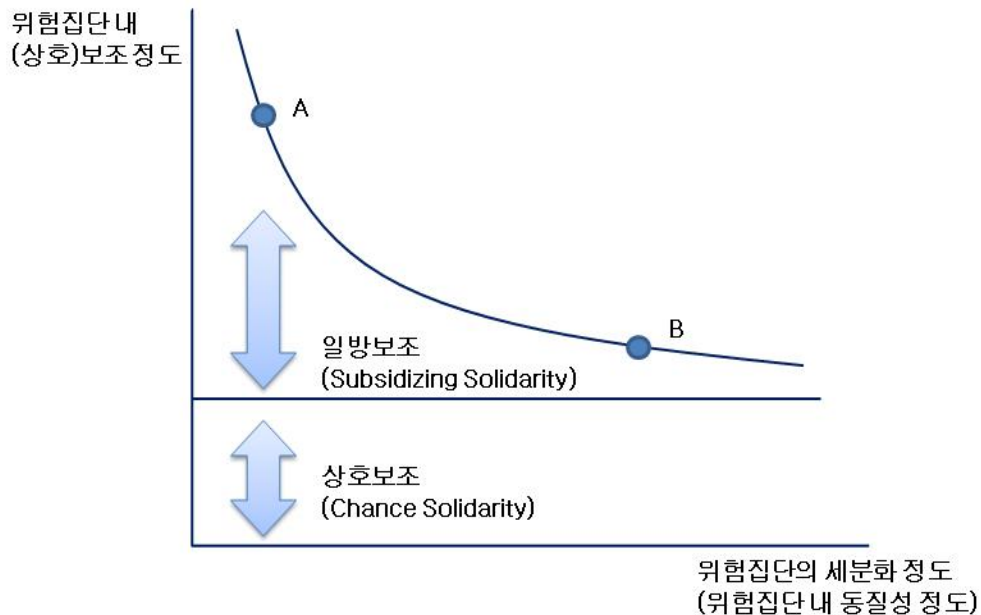 위험집단 내
(상호)보조 정도
A
B
일방보조
(Subsidizing Solidarity)
상호보조
(Chance Solidarity)
위험집단의 세분화 정도
(위험집단 내 동질성 정도)